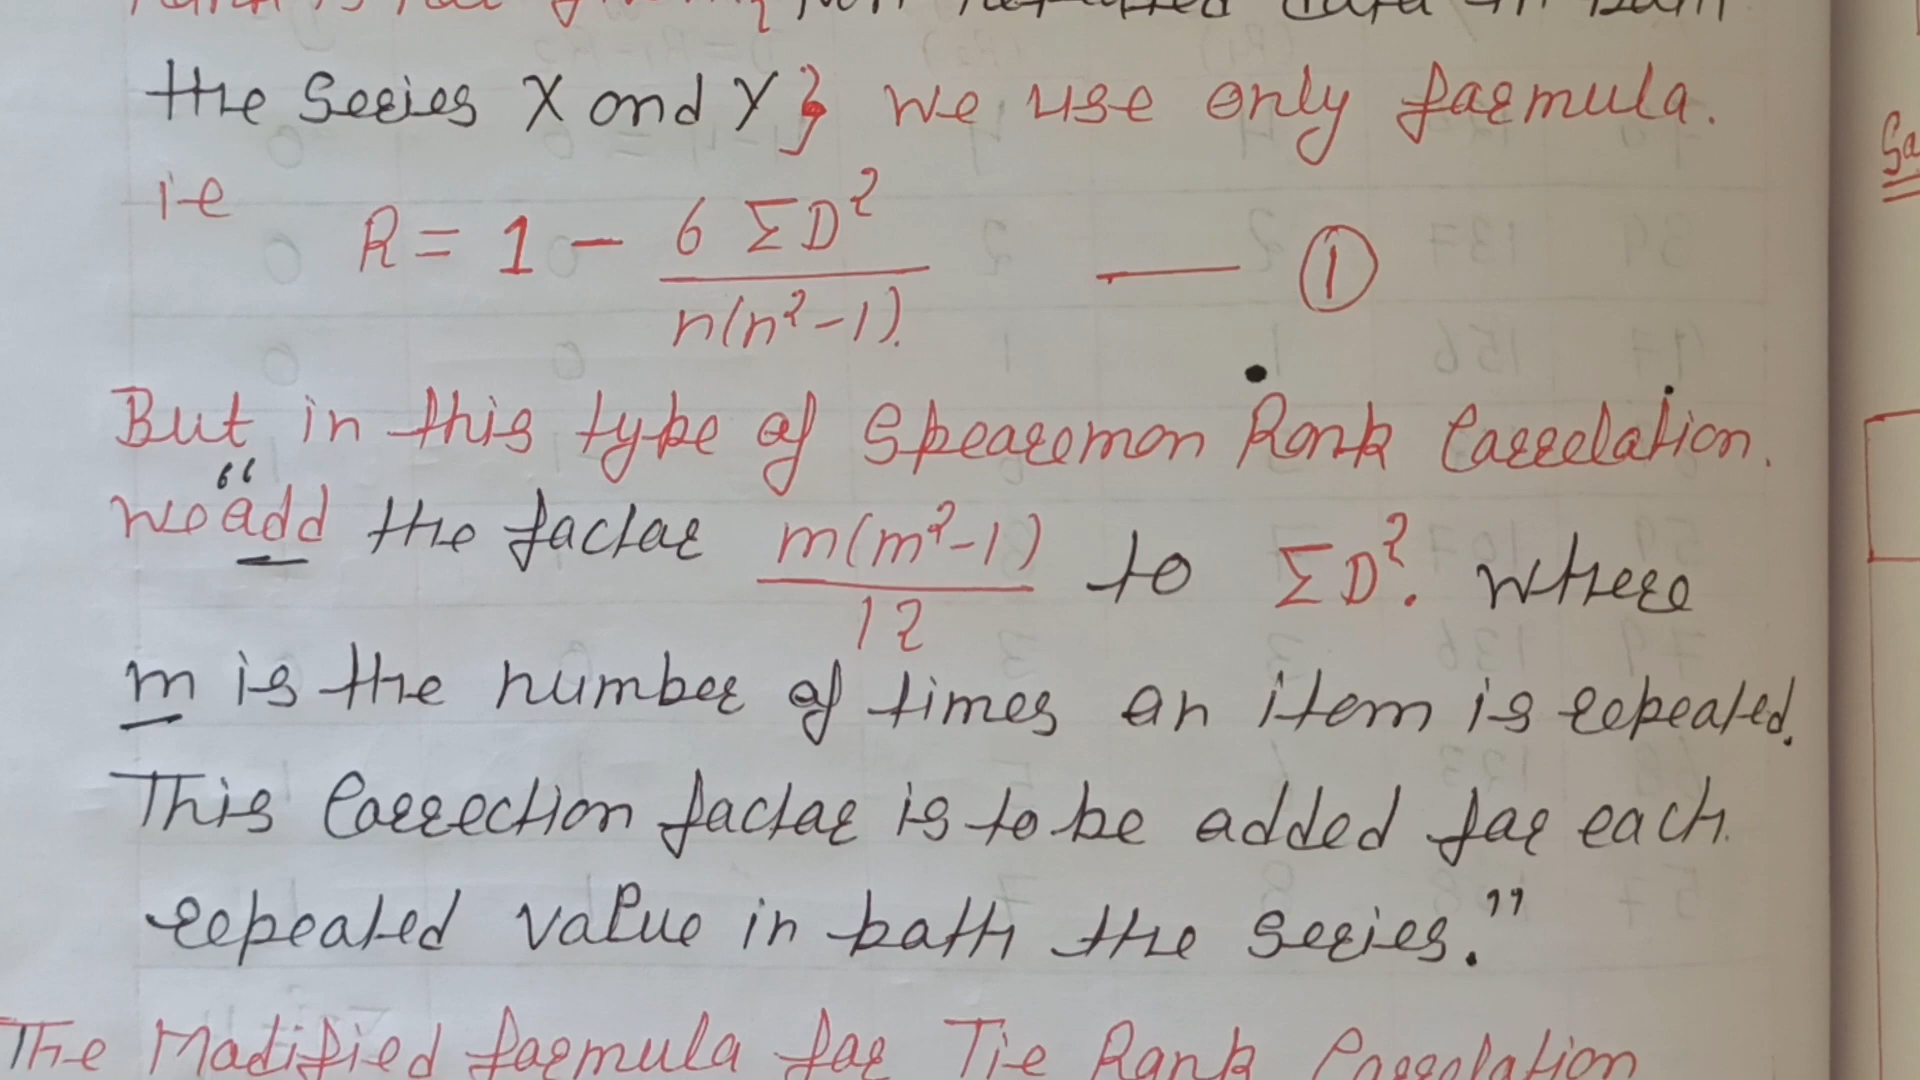 the Series X and Y} we use only formula.
ie R = 1 - 6 ΣD² / n(n²-1). — ①
But in this type of Spearemon Rank Correlation.
we “add the factor m(m²-1) / 12 to ΣD². where
m is the number of times an item is repeated.
This Correction factor is to be added for each
repeated value in both the series.”
The Modified formula for Tie Rank Correlation